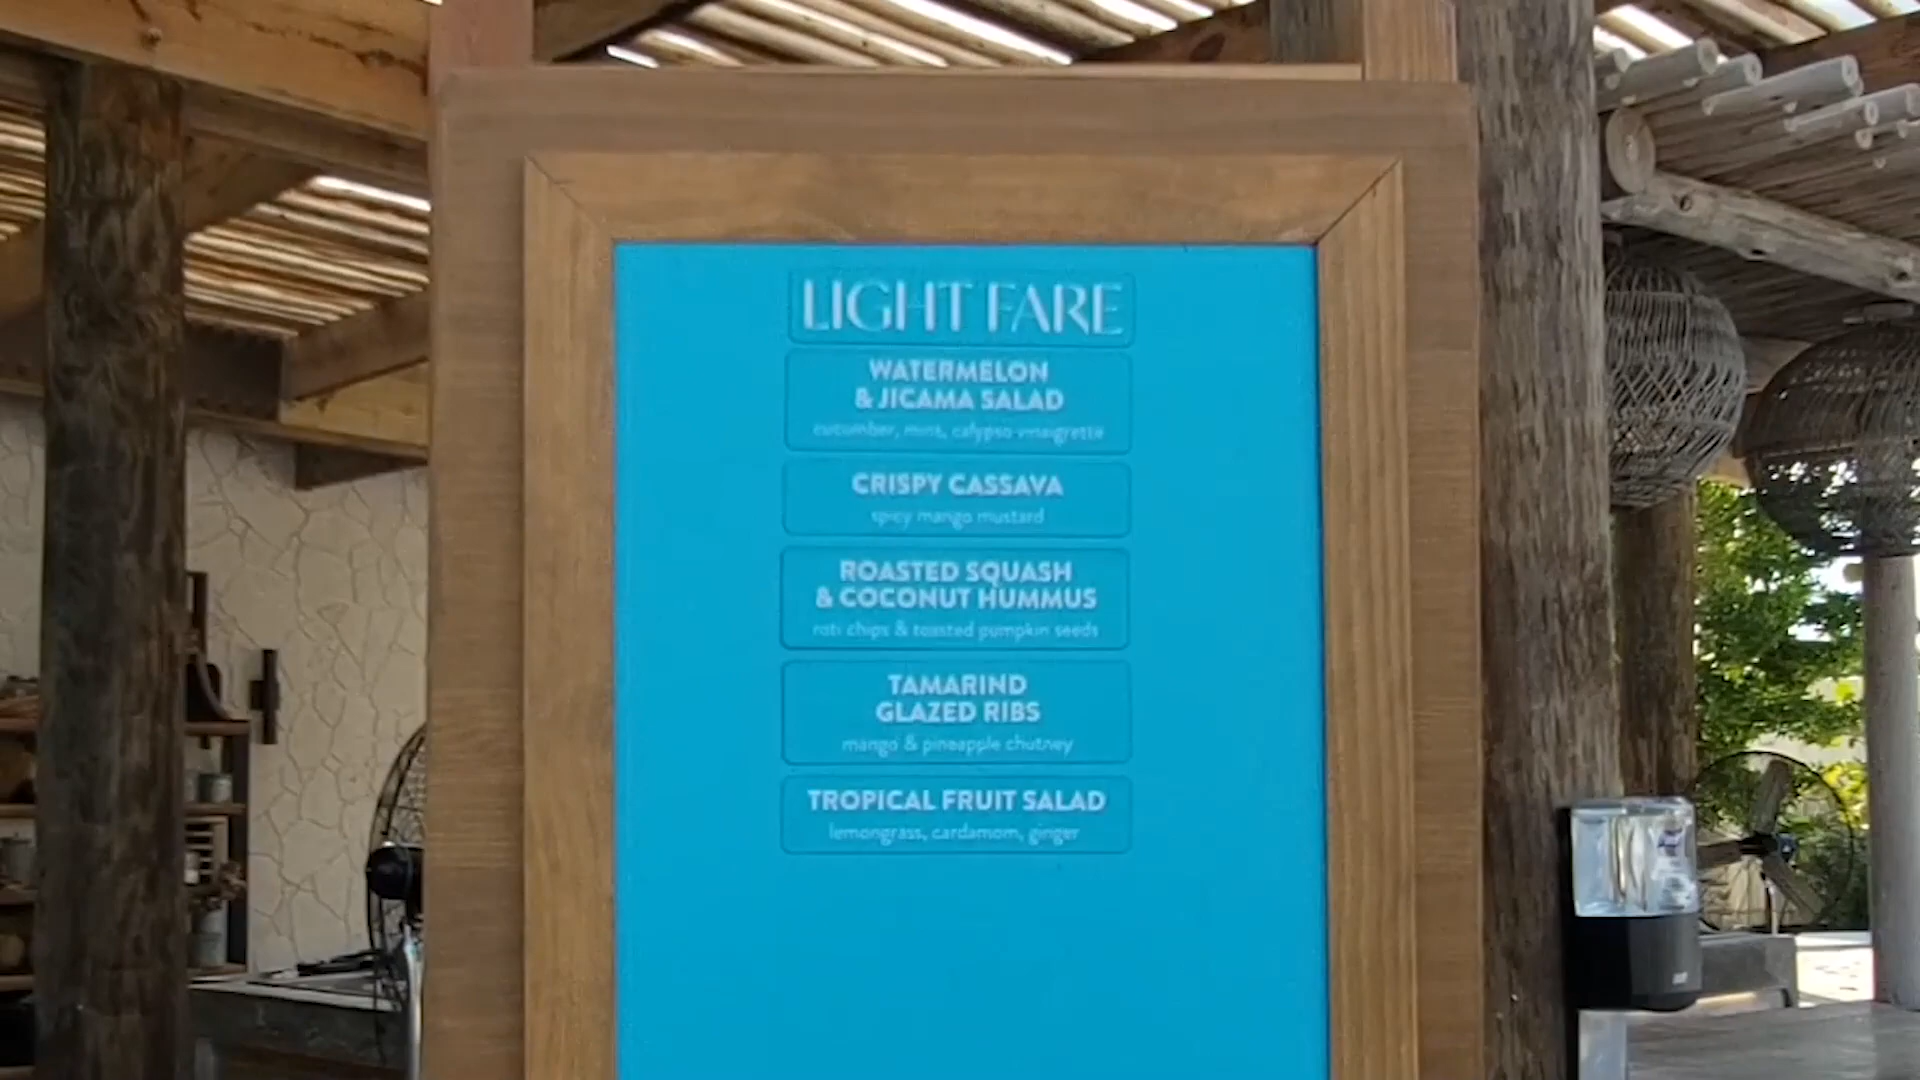 LIGHT FARE
WATERMELON
& JICAMA SALAD
cucumber, mint, calypso vinaigrette
CRISPY CASSAVA
spicy mango mustard
ROASTED SQUASH
& COCONUT HUMMUS
roti chips & toasted pumpkin seeds
TAMARIND
GLAZED RIBS
mango & pineapple chutney
TROPICAL FRUIT SALAD
lemongrass, cardamom, ginger